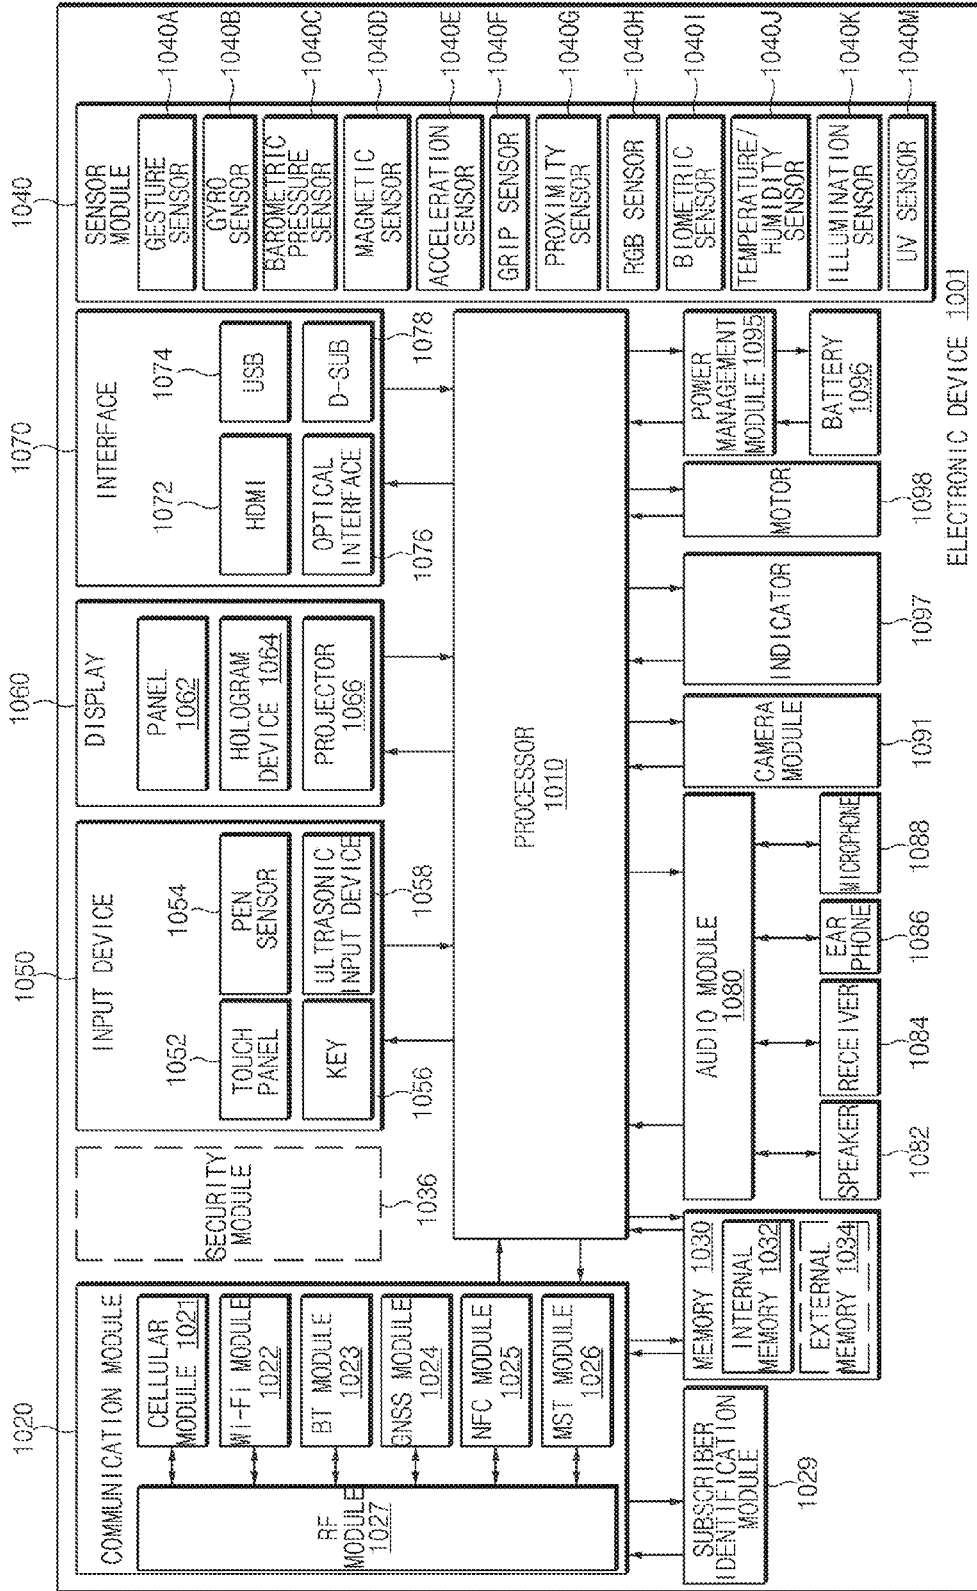 1020
COMMUNICATION MODULE
CELLULAR
MODULE 1021
Wi-Fi MODULE
1022
BT MODULE
1023
GNSS MODULE
1024
NFC MODULE
1025
MST MODULE
1026
RF
MODULE
1027
SECURITY
MODULE
1036
1050
INPUT DEVICE
1052
TOUCH
PANEL
1054
PEN
SENSOR
KEY
1056
ULTRASONIC
INPUT DEVICE
1058
1060
DISPLAY
PANEL
1062
HOLOGRAM
DEVICE 1064
PROJECTOR
1066
1070
INTERFACE
1072
HDMI
1074
USB
OPTICAL
INTERFACE
1076
D-SUB
1078
1040
SENSOR
MODULE
GESTURE
SENSOR
1040A
GYRO
SENSOR
1040B
BAROMETRIC
PRESSURE
SENSOR
1040C
MAGNETIC
SENSOR
1040D
ACCELERATION
SENSOR
1040E
GRIP SENSOR
1040F
PROXIMITY
SENSOR
1040G
RGB SENSOR
1040H
BIOMETRIC
SENSOR
1040I
TEMPERATURE/
HUMIDITY
SENSOR
1040J
ILLUMINATION
SENSOR
1040K
UV SENSOR
1040M
PROCESSOR
1010
SUBSCRIBER
IDENTIFICATION
MODULE
1029
MEMORY 1030
INTERNAL
MEMORY 1032
EXTERNAL
MEMORY 1034
AUDIO MODULE
1080
SPEAKER
1082
RECEIVER
1084
EAR
PHONE
1086
MICROPHONE
1088
CAMERA
MODULE
1091
INDICATOR
1097
MOTOR
1098
POWER
MANAGEMENT
MODULE 1095
BATTERY
1096
ELECTRONIC DEVICE 1001